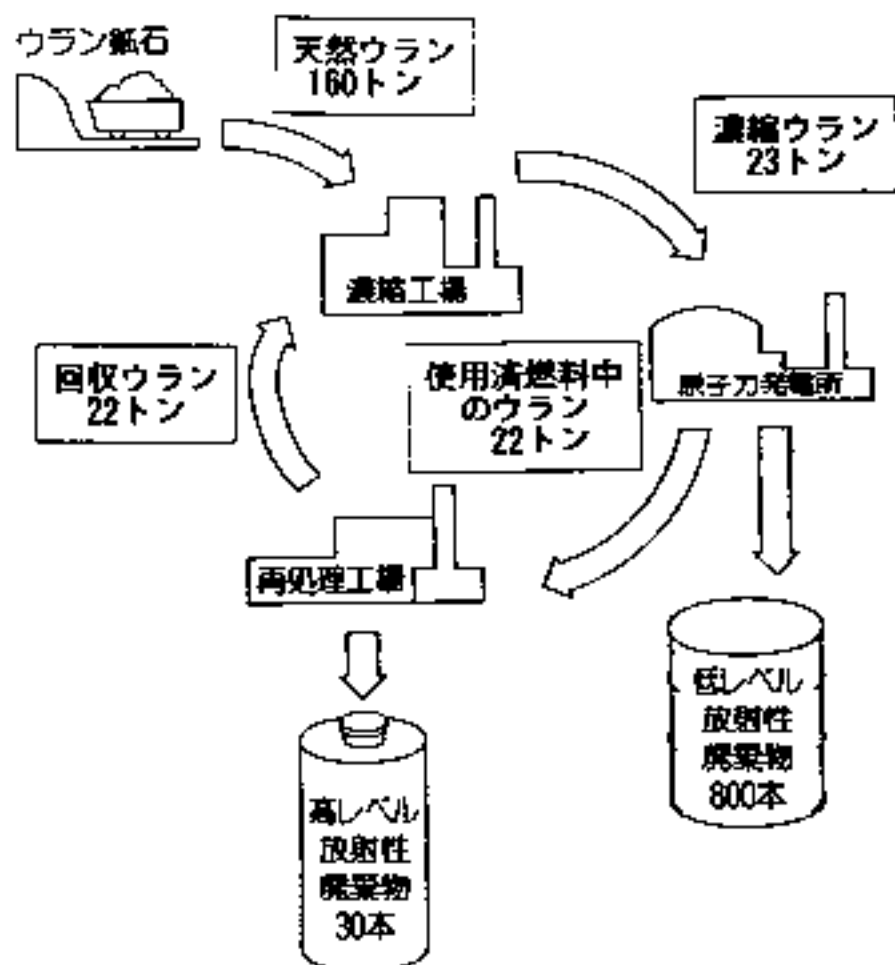 ウラン鉱石
天然ウラン
160トン
濃縮ウラン
23トン
濃縮工場
原子力発電所
回収ウラン
22トン
使用済燃料中
のウラン
22トン
再処理工場
低レベル
放射性
廃棄物
800本
高レベル
放射性
廃棄物
30本